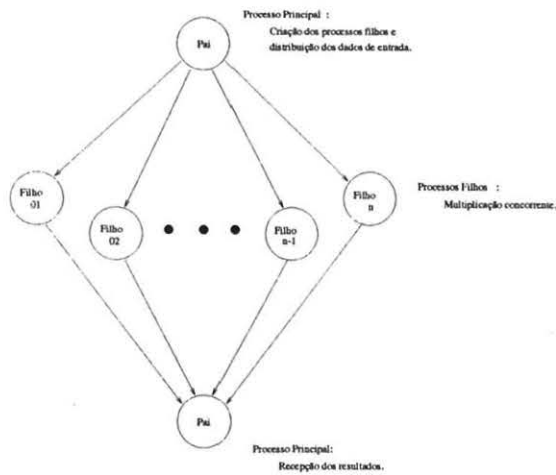 Processo Principal :
Criação dos processos filhos e
distribuição dos dados de entrada.
Pai
Filho
01
Filho
02
Filho
n-1
Filho
n
Processos Filhos :
Multiplicação concorrente.
Pai
Processo Principal:
Recepção dos resultados.